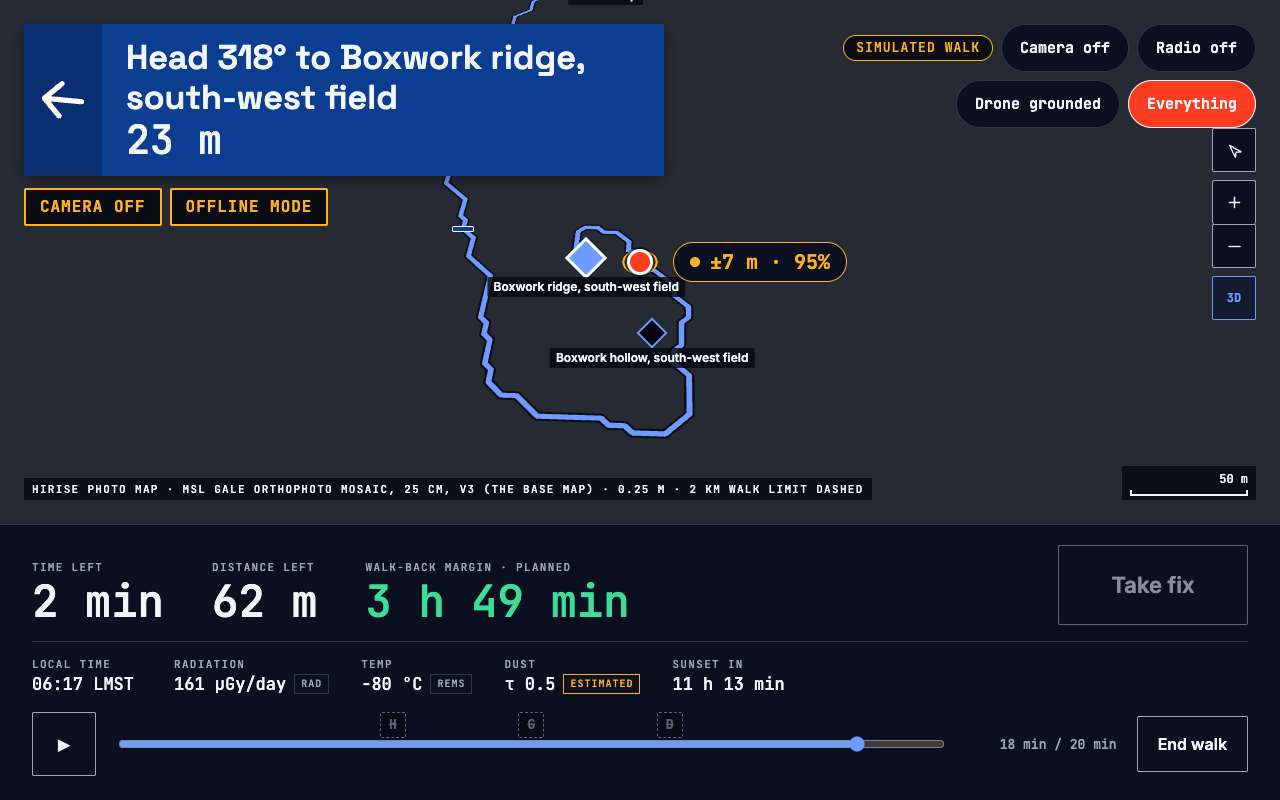 Head 318° to Boxwork ridge,
south-west field
23 m
SIMULATED WALK
Camera off
Radio off
Drone grounded
Everything
CAMERA OFF
OFFLINE MODE
+
−
3D
±7 m · 95%
Boxwork ridge, south-west field
Boxwork hollow, south-west field
HIRISE PHOTO MAP · MSL GALE ORTHOPHOTO MOSAIC, 25 CM, V3 (THE BASE MAP) · 0.25 M · 2 KM WALK LIMIT DASHED
50 m
TIME LEFT
2 min
DISTANCE LEFT
62 m
WALK-BACK MARGIN · PLANNED
3 h 49 min
Take fix
LOCAL TIME
06:17 LMST
RADIATION
161 µGy/day RAD
TEMP
-80 °C REMS
DUST
τ 0.5 ESTIMATED
SUNSET IN
11 h 13 min
H
G
D
18 min / 20 min
End walk